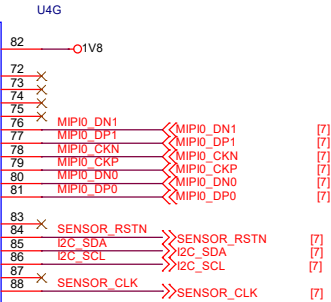 U4G
82 1V8
72
73
74
75
76 MIPI0_DN1 MIPI0_DN1 [7]
77 MIPI0_DP1 MIPI0_DP1 [7]
78 MIPI0_CKN MIPI0_CKN [7]
79 MIPI0_CKP MIPI0_CKP [7]
80 MIPI0_DN0 MIPI0_DN0 [7]
81 MIPI0_DP0 MIPI0_DP0 [7]
83
84 SENSOR_RSTN SENSOR_RSTN [7]
85 I2C_SDA I2C_SDA [7]
86 I2C_SCL I2C_SCL [7]
87
88 SENSOR_CLK SENSOR_CLK [7]